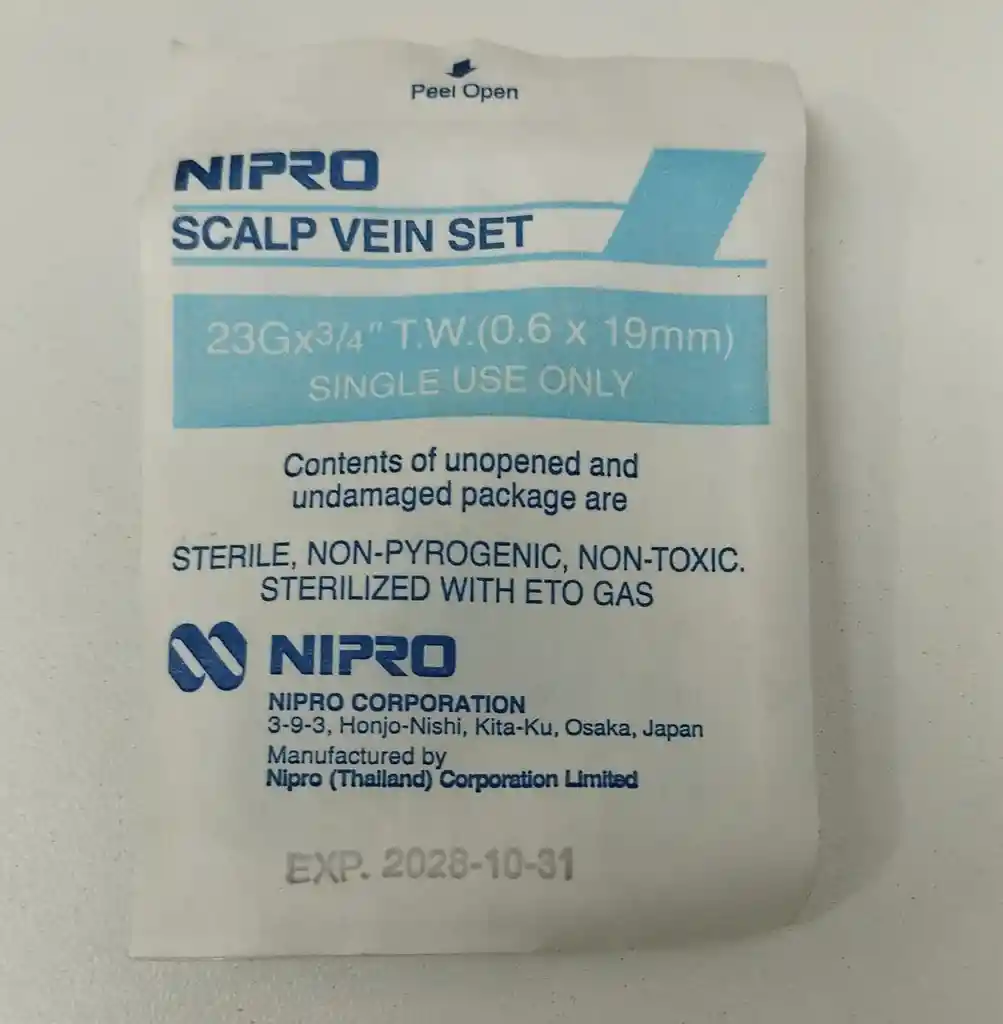 Peel Open
NIPRO
SCALP VEIN SET
23Gx3/4" T.W.(0.6 x 19mm)
SINGLE USE ONLY
Contents of unopened and
undamaged package are
STERILE, NON-PYROGENIC, NON-TOXIC.
STERILIZED WITH ETO GAS
NIPRO
NIPRO CORPORATION
3-9-3, Honjo-Nishi, Kita-Ku, Osaka, Japan
Manufactured by
Nipro (Thailand) Corporation Limited
EXP. 2028-10-31